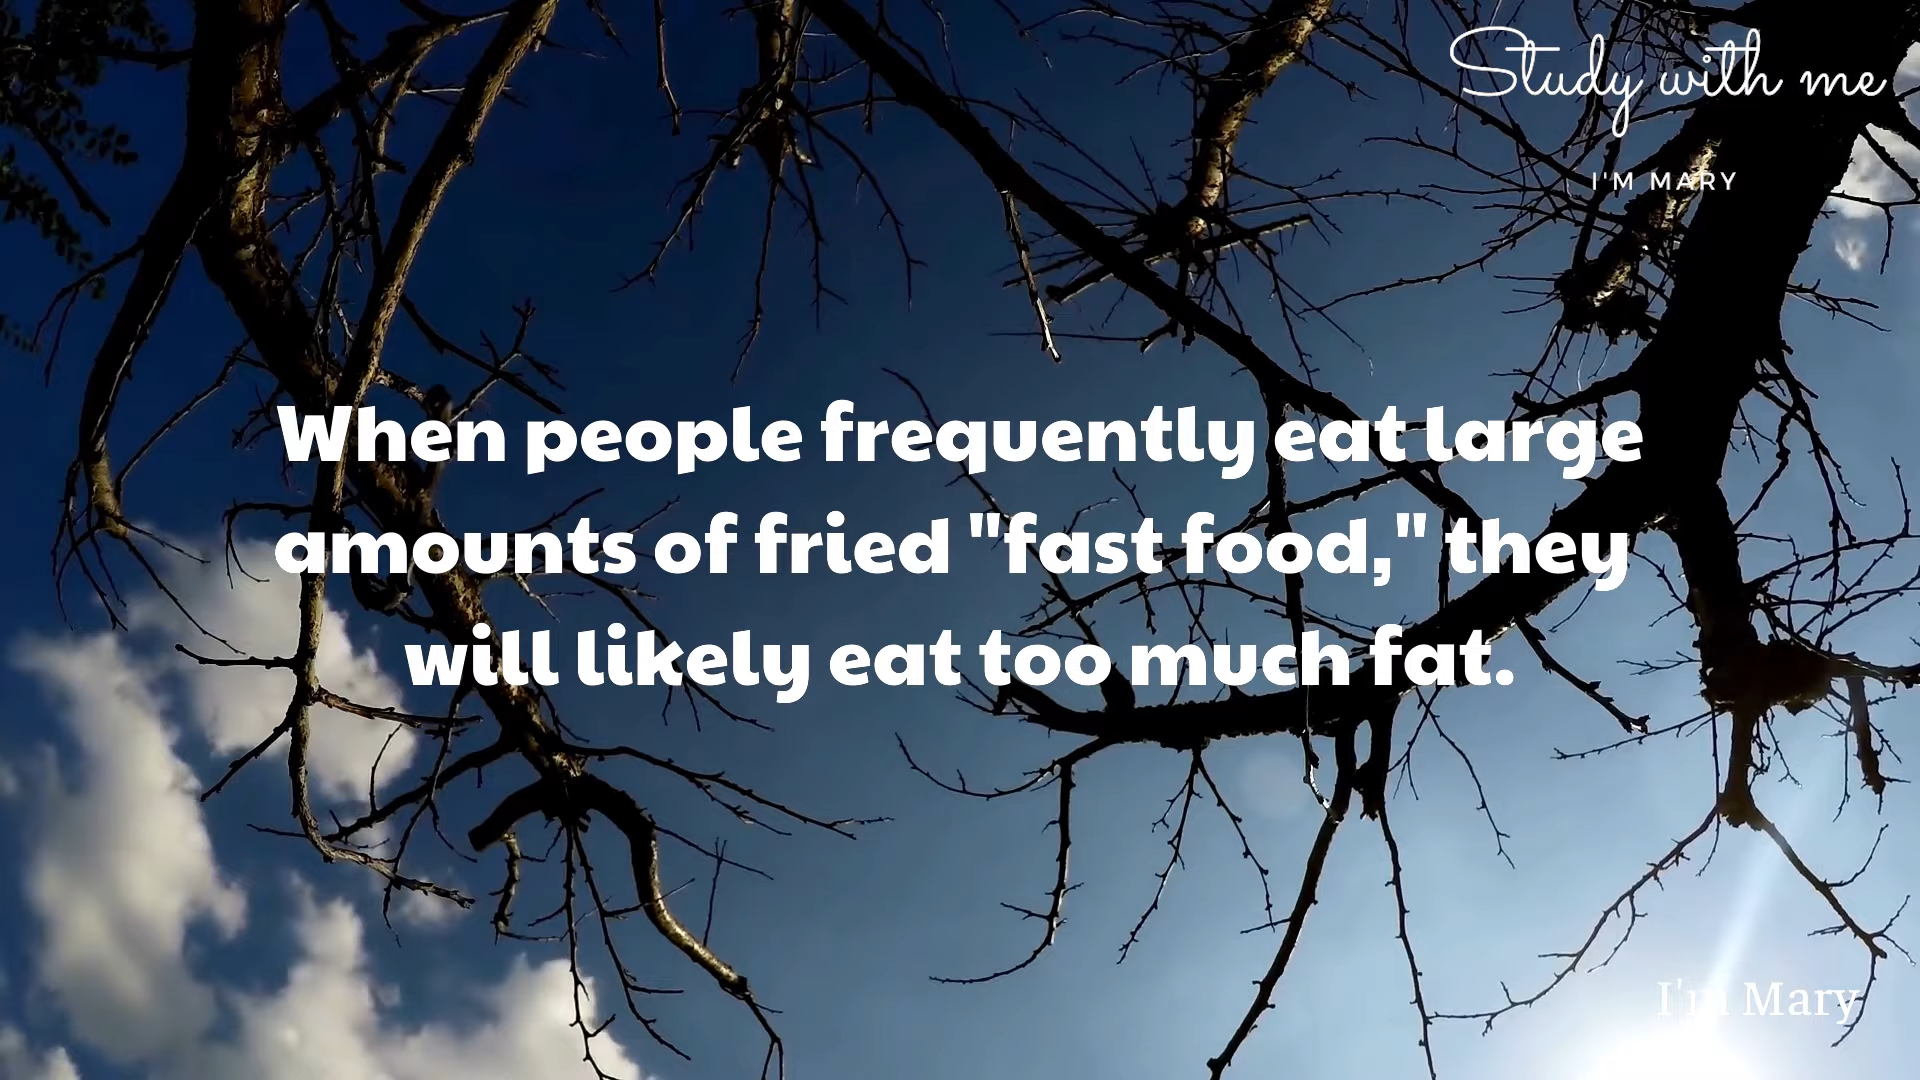 Study with me
I'M MARY
When people frequently eat large
amounts of fried "fast food," they
will likely eat too much fat.
I'm Mary